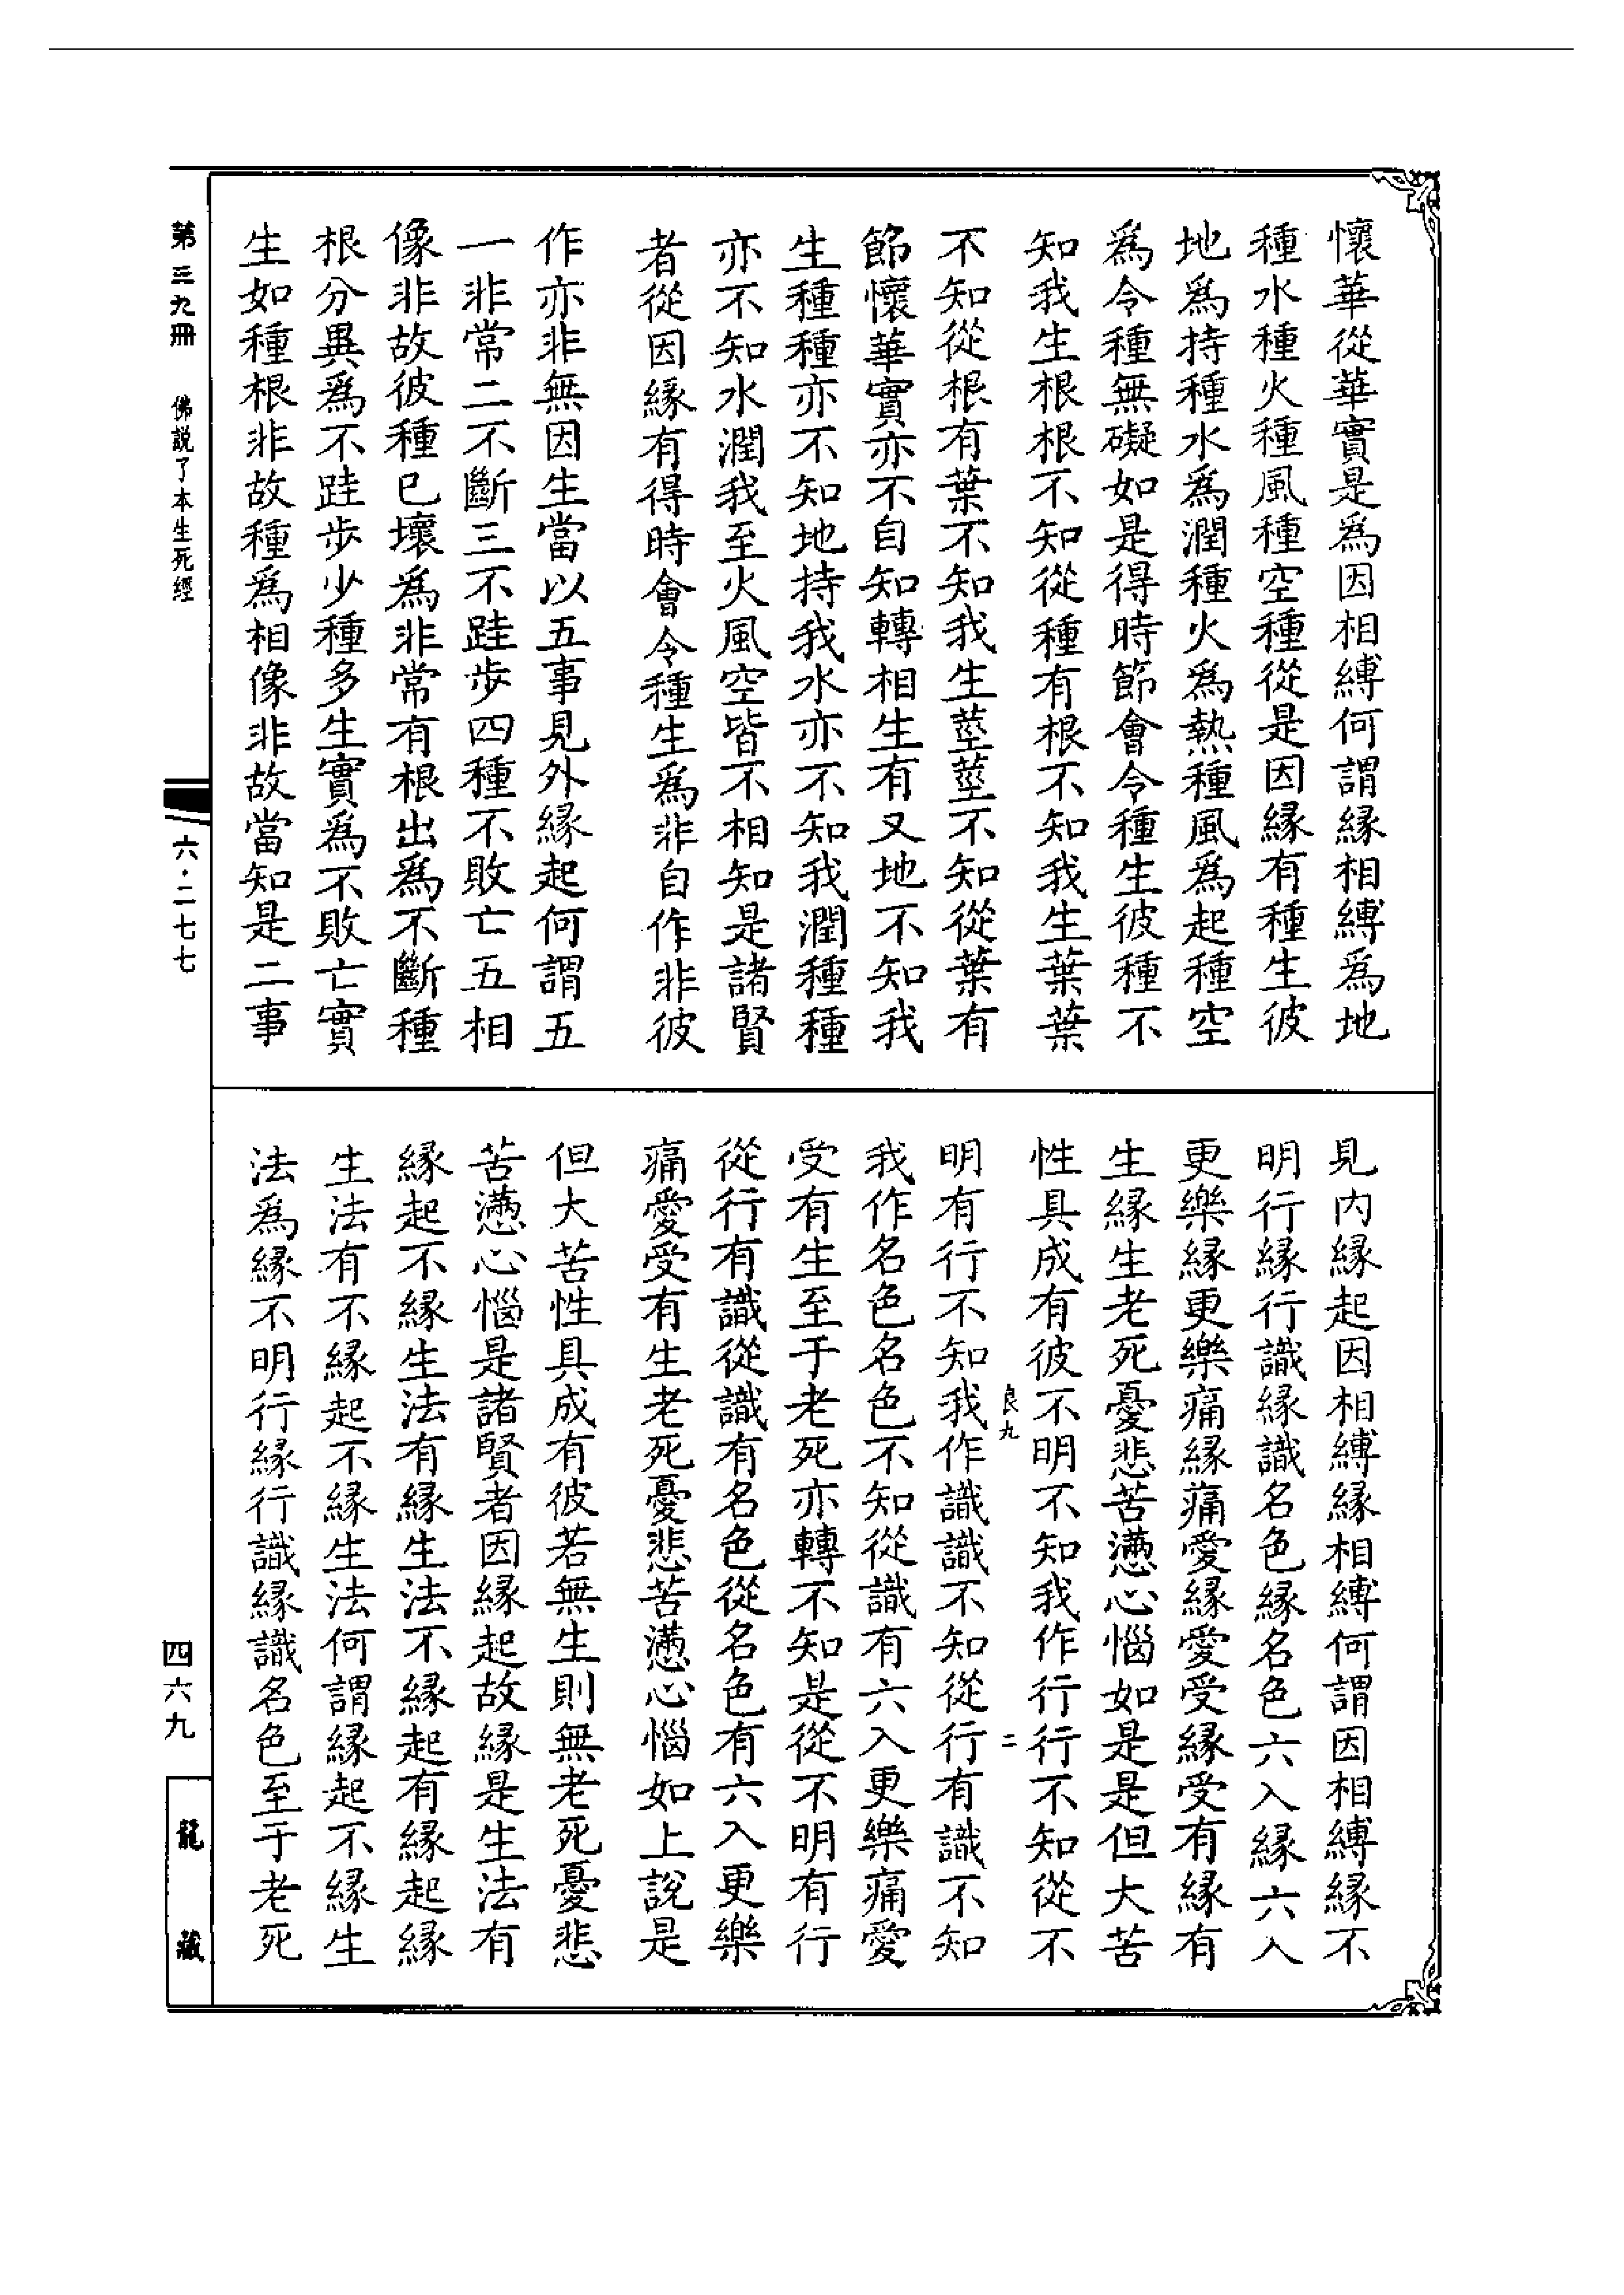 懷華從華實是爲因相縛何謂緣相縛爲地
種水種火種風種空種從是因緣有種生彼
地爲持種水爲潤種火爲熱種風爲起種空
爲令種無礙如是得時節會令種生彼種不
知我生根根不知從種有根不知我生葉葉
不知從根有葉不知我生莖莖不知從葉有
節懷華實亦不自知轉相生有又地不知我
生種種亦不知地持我水亦不知我潤種種
亦不知水潤我至火風空皆不相知是諸賢
者從因緣有得時會令種生爲非自作非彼
作亦非無因生當以五事見外緣起何謂五
一非常二不斷三不跬步四種不敗亡五相
像非故彼種已壞爲非常有根出爲不斷種
根分異爲不跬步少種多生實爲不敗亡實
生如種根非故種爲相像非故當知是二事
見內緣起因相縛緣相縛何謂因相縛緣不
明行緣行識緣識名色緣名色六入緣六入
更樂緣更樂痛緣痛愛緣愛受緣受有緣有
生緣生老死憂悲苦懣心惱如是但大苦
性具成有彼不明不知我作行行不知從不
明有行不知我作識識不知從行有識不知
我作名色名色不知從識有六入更樂痛愛
受有生至于老死亦轉不知是從不明有行
從行有識從識有名色從名色有六入更樂
痛愛受有生老死憂悲苦懣心惱如上說是
但大苦性具成有彼若無生則無老死憂悲
苦懣心惱是諸賢者因緣起故緣是生法有
緣起不緣生法有緣生法不緣起有緣起緣
生法有不緣起不緣生法何謂緣起不緣生
法爲緣不明行緣行識緣識名色至于老死
良九
二
第三九冊
佛説了本生死經
六·二七七
四六九
龍藏